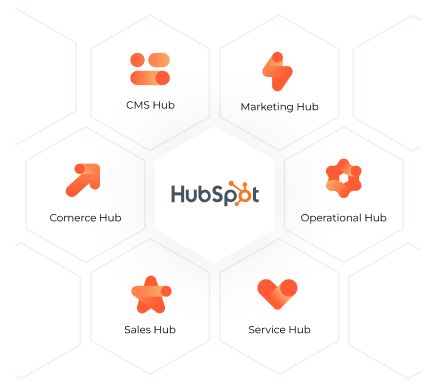 CMS Hub
Marketing Hub
Comerce Hub
HubSpot
Operational Hub
Sales Hub
Service Hub